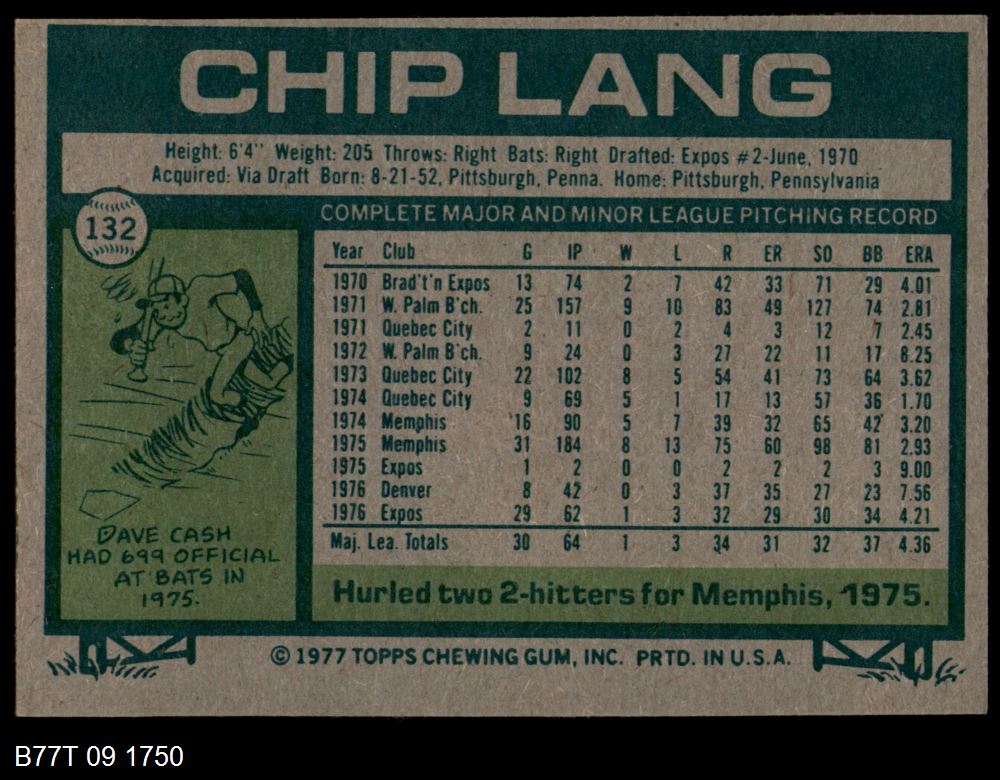 CHIP LANG
Height: 6'4" Weight: 205 Throws: Right Bats: Right Drafted: Expos #2-June, 1970
Acquired: Via Draft Born: 8-21-52, Pittsburgh, Penna. Home: Pittsburgh, Pennsylvania
132
COMPLETE MAJOR AND MINOR LEAGUE PITCHING RECORD
Year Club G IP W L R ER SO BB ERA
1970 Brad't'n Expos 13 74 2 7 42 33 71 29 4.01
1971 W. Palm B'ch. 25 157 9 10 83 49 127 74 2.81
1971 Quebec City 2 11 0 2 4 3 12 7 2.45
1972 W. Palm B'ch. 9 24 0 3 27 22 11 17 8.25
1973 Quebec City 22 102 8 5 54 41 73 64 3.62
1974 Quebec City 9 69 5 1 17 13 57 36 1.70
1974 Memphis 16 90 5 7 39 32 65 42 3.20
1975 Memphis 31 184 8 13 75 60 98 81 2.93
1975 Expos 1 2 0 0 2 2 2 3 9.00
1976 Denver 8 42 0 3 37 35 27 23 7.56
1976 Expos 29 62 1 3 32 29 30 34 4.21
Maj. Lea. Totals 30 64 1 3 34 31 32 37 4.36
DAVE CASH
HAD 699 OFFICIAL
AT BATS IN
1975.
Hurled two 2-hitters for Memphis, 1975.
© 1977 TOPPS CHEWING GUM, INC. PRTD. IN U.S.A.
B77T 09 1750